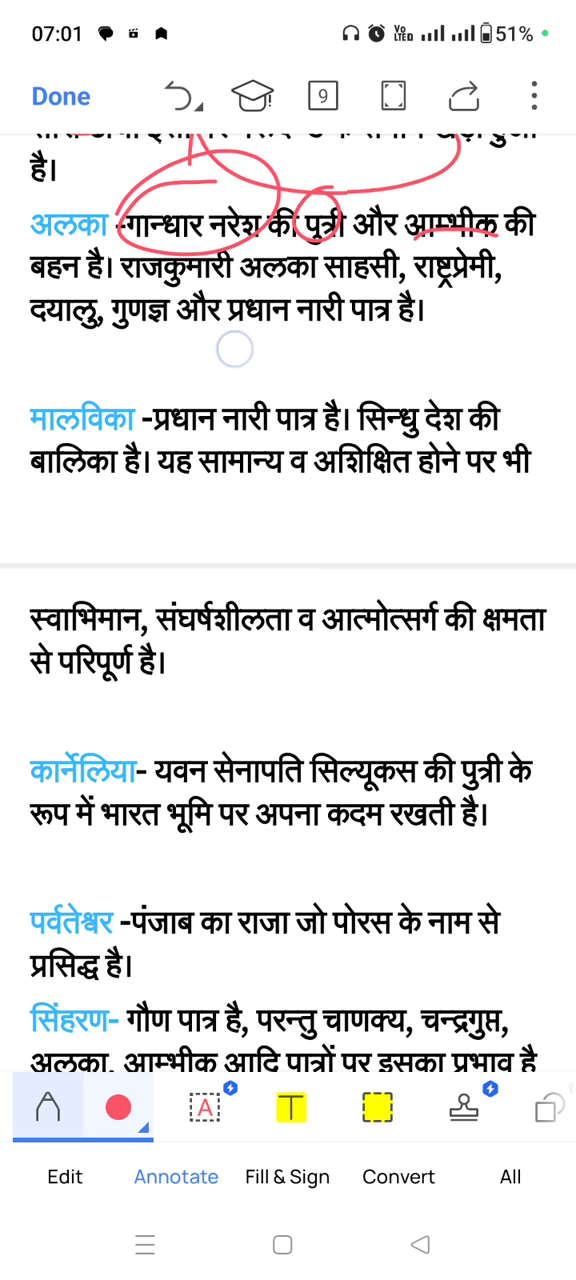 07:01
Vo LTED 51%
Done 9
है।
अलका -गान्धार नरेश की पुत्री और आम्भीक की
बहन है। राजकुमारी अलका साहसी, राष्ट्रप्रेमी,
दयालु, गुणज्ञ और प्रधान नारी पात्र है।
मालविका -प्रधान नारी पात्र है। सिन्धु देश की
बालिका है। यह सामान्य व अशिक्षित होने पर भी
स्वाभिमान, संघर्षशीलता व आत्मोत्सर्ग की क्षमता
से परिपूर्ण है।
कार्नेलिया- यवन सेनापति सिल्यूकस की पुत्री के
रूप में भारत भूमि पर अपना कदम रखती है।
पर्वतेश्वर -पंजाब का राजा जो पोरस के नाम से
प्रसिद्ध है।
सिंहरण- गौण पात्र है, परन्तु चाणक्य, चन्द्रगुप्त,
अलका, आम्भीक आदि पात्रों पर इसका प्रभाव है
A T
Edit Annotate Fill & Sign Convert All